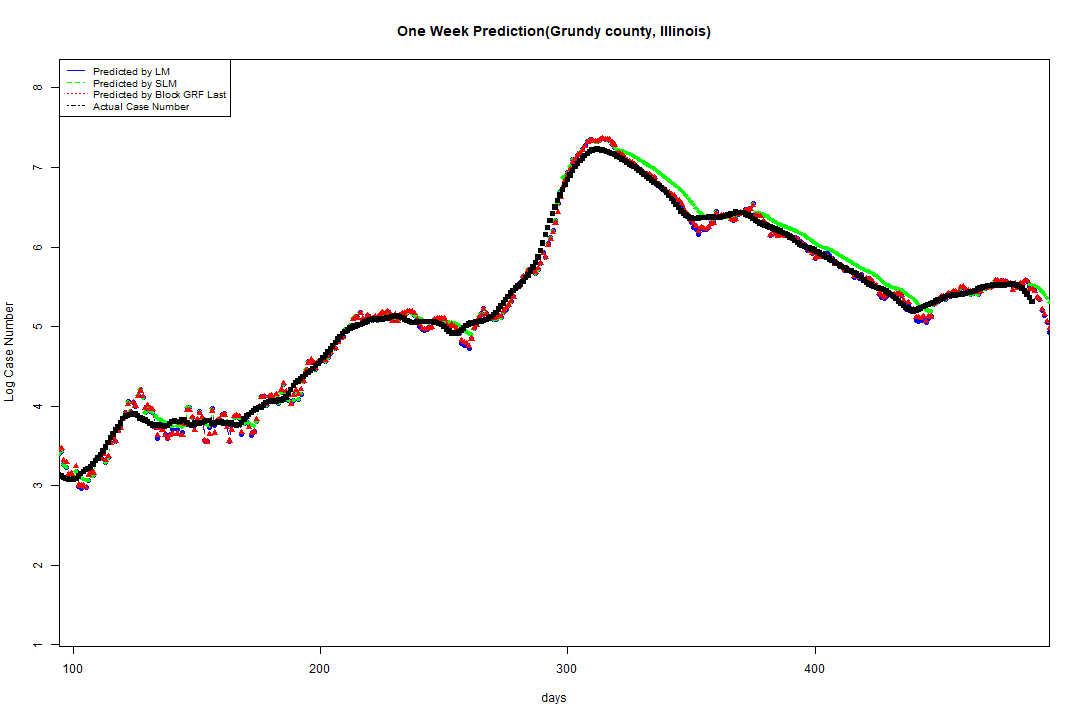 One Week Prediction(Grundy county, Illinois)
Predicted by LM
Predicted by SLM
Predicted by Block GRF Last
Actual Case Number
8
7
6
5
4
3
2
1
Log Case Number
100 200 300 400
days